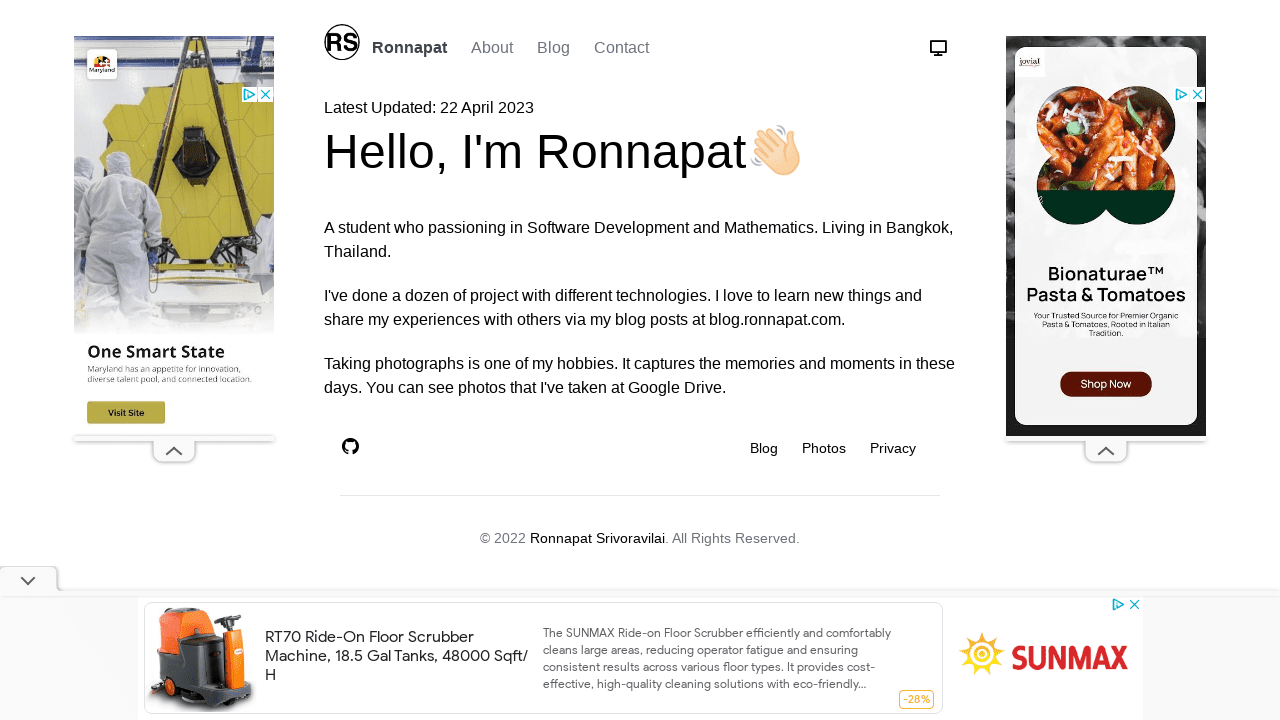 RS
Ronnapat
About
Blog
Contact
Latest Updated: 22 April 2023
Hello, I'm Ronnapat👋🏻
A student who passioning in Software Development and Mathematics. Living in Bangkok,
Thailand.
I've done a dozen of project with different technologies. I love to learn new things and
share my experiences with others via my blog posts at blog.ronnapat.com.
Taking photographs is one of my hobbies. It captures the memories and moments in these
days. You can see photos that I've taken at Google Drive.
Blog
Photos
Privacy
© 2022 Ronnapat Srivoravilai. All Rights Reserved.
Maryland
One Smart State
Maryland has an appetite for innovation,
diverse talent pool, and connected location.
Visit Site
jovial
Bionaturae™
Pasta & Tomatoes
Your Trusted Source for Premier Organic
Pasta & Tomatoes, Rooted in Italian
Tradition.
Shop Now
RT70 Ride-On Floor Scrubber
Machine, 18.5 Gal Tanks, 48000 Sqft/
H
The SUNMAX Ride-on Floor Scrubber efficiently and comfortably
cleans large areas, reducing operator fatigue and ensuring
consistent results across various floor types. It provides cost-
effective, high-quality cleaning solutions with eco-friendly...
-28%
SUNMAX